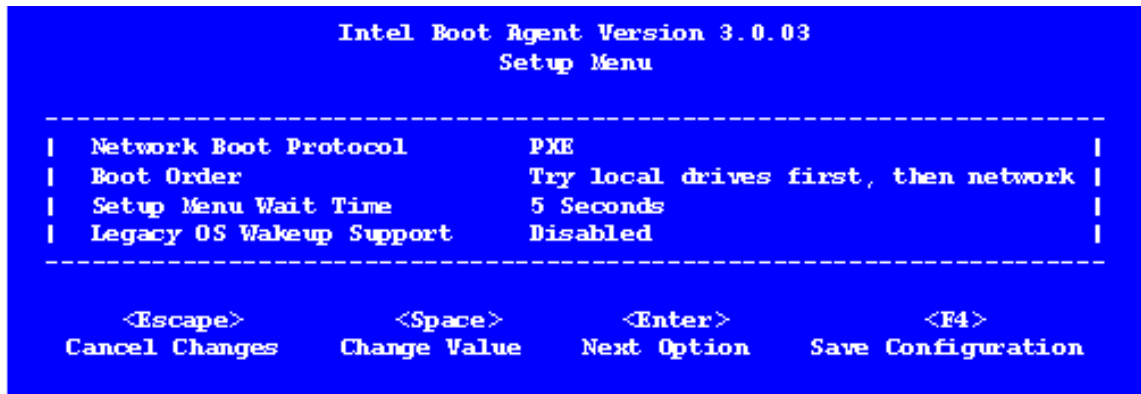 Intel Boot Agent Version 3.0.03
Setup Menu
Network Boot Protocol PXE
Boot Order Try local drives first, then network
Setup Menu Wait Time 5 Seconds
Legacy OS Wakeup Support Disabled
<Escape> <Space> <Enter> <F4>
Cancel Changes Change Value Next Option Save Configuration